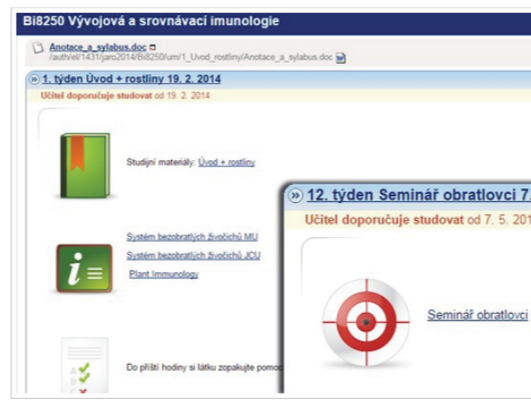 Bi8250 Vývojová a srovnávací imunologie
Anotace_a_sylabus.doc
/auth/el/1431/jaro2014/Bi8250/um/1_Uvod_rostliny/Anotace_a_sylabus.doc
1. týden Úvod + rostliny 19. 2. 2014
Učitel doporučuje studovat od 19. 2. 2014
Studijní materiály: Úvod + rostliny
Systém bezobratlých živočichů MU
Systém bezobratlých živočichů JCU
Plant Immunology
Do příští hodiny si látku zopakujte pomoc
12. týden Seminář obratlovci 7.
Učitel doporučuje studovat od 7. 5. 201
Seminář obratlovci